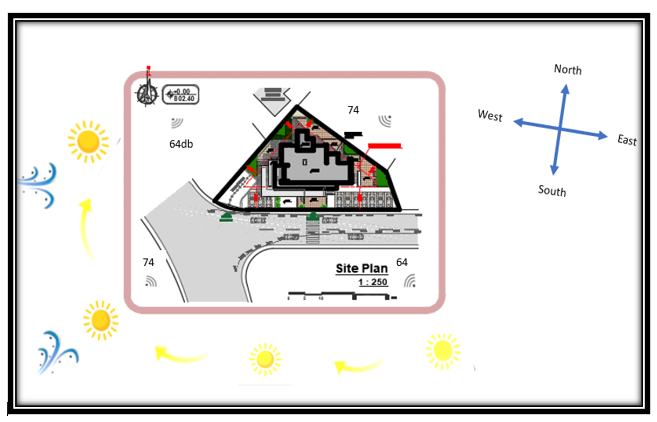 North
West
East
South
±0.00
802.40
74
64db
74
64
Site Plan
1 : 250